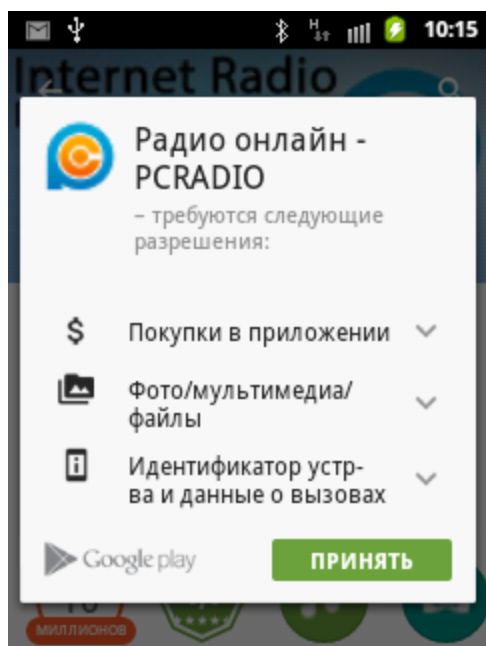 H
10:15
Internet Radio
Радио онлайн -
PCRADIO
– требуются следующие
разрешения:
$
Покупки в приложении
Фото/мультимедиа/
файлы
Идентификатор устр-
ва и данные о вызовах
Google play
ПРИНЯТЬ
10
МИЛЛИОНОВ